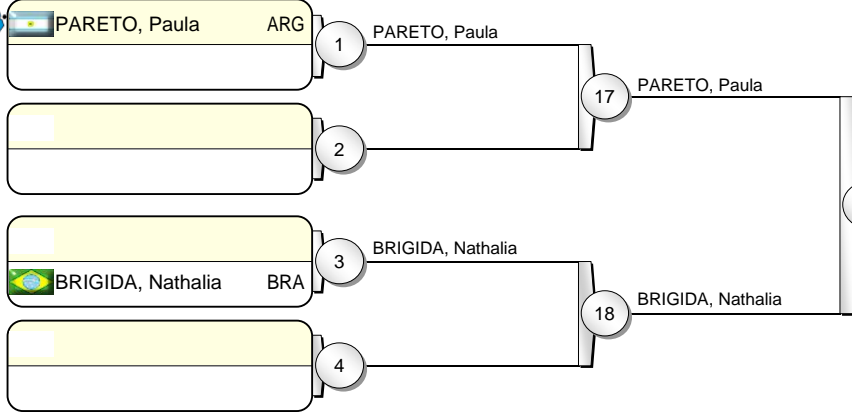 PARETO, Paula ARG
1
PARETO, Paula
17
PARETO, Paula
2
3
BRIGIDA, Nathalia
BRIGIDA, Nathalia BRA
18
BRIGIDA, Nathalia
4